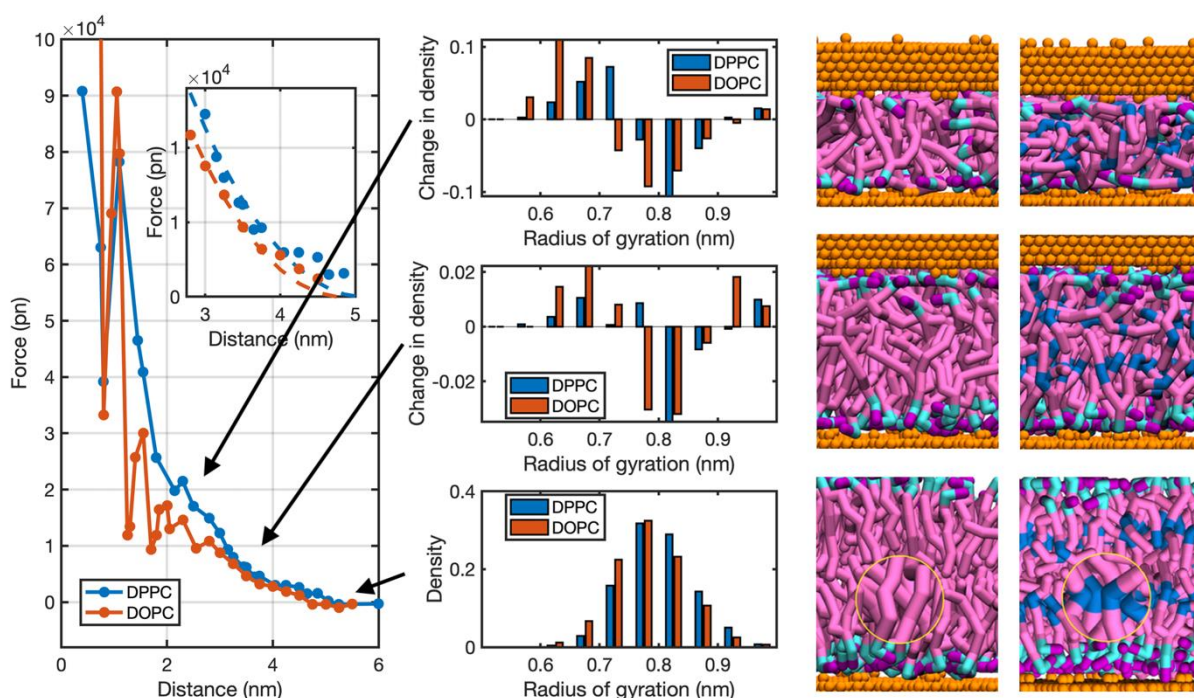 ×10⁴
10
9
8
7
6
5
4
3
2
1
0
Force (pn)
0
2
4
6
Distance (nm)
DPPC
DOPC
×10⁴
1
1
0
Force (pn)
3
4
5
Distance (nm)
0.1
0
-0.1
Change in density
DPPC
DOPC
0.6
0.7
0.8
0.9
Radius of gyration (nm)
0.02
0
-0.02
Change in density
DPPC
DOPC
0.6
0.7
0.8
0.9
Radius of gyration (nm)
0.4
0.2
0
Density
DPPC
DOPC
0.6
0.7
0.8
0.9
Radius of gyration (nm)